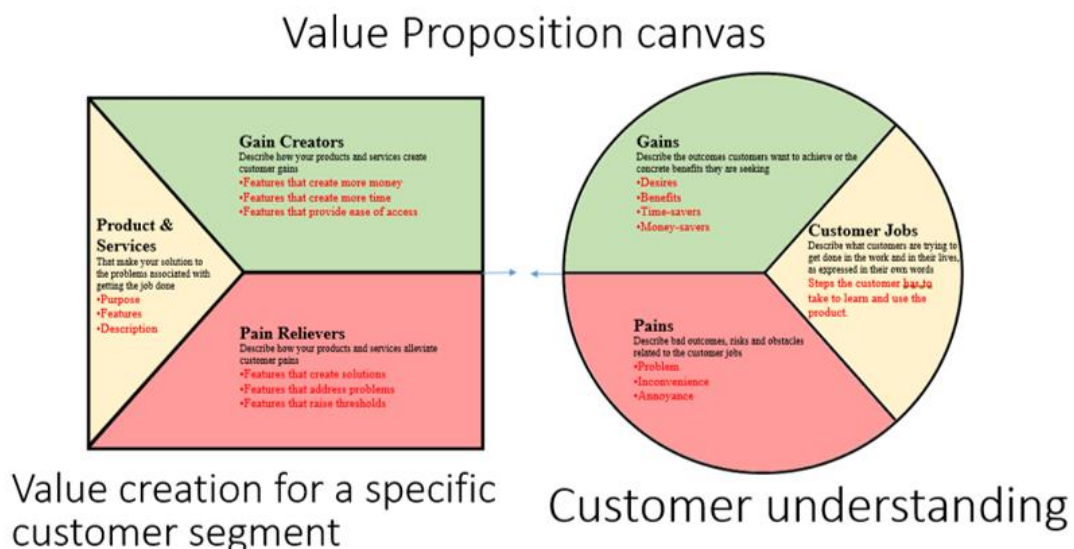 Value Proposition canvas
Gain Creators
Describe how your products and services create
customer gains
•Features that create more money
•Features that create more time
•Features that provide ease of access
Product &
Services
That make your solution to
the problems associated with
getting the job done
•Purpose
•Features
•Description
Pain Relievers
Describe how your products and services alleviate
customer pains
•Features that create solutions
•Features that address problems
•Features that raise thresholds
Gains
Describe the outcomes customers want to achieve or the
concrete benefits they are seeking
•Desires
•Benefits
•Time-savers
•Money-savers
Customer Jobs
Describe what customers are trying to
get done in the work and in their lives,
as expressed in their own words
Steps the customer has to
take to learn and use the
product.
Pains
Describe bad outcomes, risks and obstacles
related to the customer jobs
•Problem
•Inconvenience
•Annoyance
Value creation for a specific
customer segment
Customer understanding